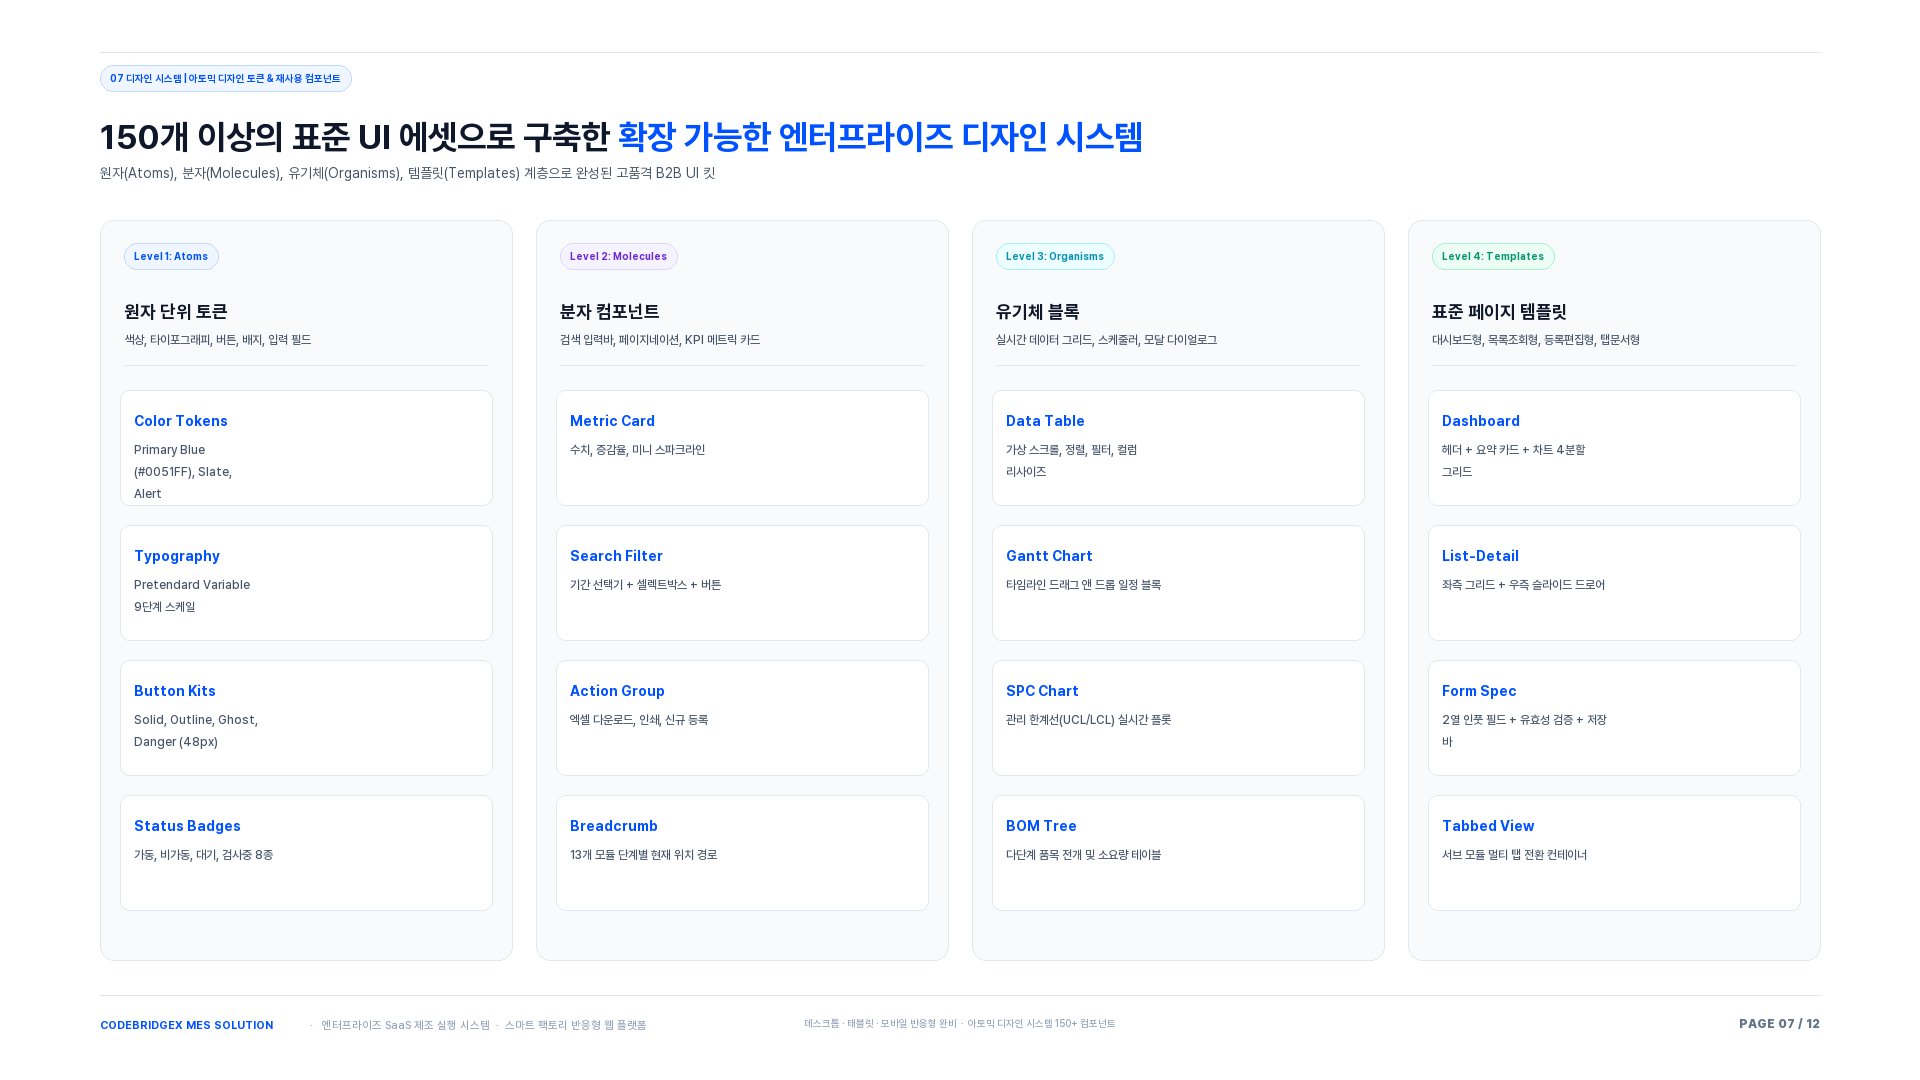 07 디자인 시스템 | 아토믹 디자인 토큰 & 재사용 컴포넌트
150개 이상의 표준 UI 에셋으로 구축한 확장 가능한 엔터프라이즈 디자인 시스템
원자(Atoms), 분자(Molecules), 유기체(Organisms), 템플릿(Templates) 계층으로 완성된 고품격 B2B UI 킷
Level 1: Atoms
원자 단위 토큰
색상, 타이포그래피, 버튼, 배지, 입력 필드
Color Tokens
Primary Blue
(#0051FF), Slate,
Alert
Typography
Pretendard Variable
9단계 스케일
Button Kits
Solid, Outline, Ghost,
Danger (48px)
Status Badges
가동, 비가동, 대기, 검사중 8종
Level 2: Molecules
분자 컴포넌트
검색 입력바, 페이지네이션, KPI 메트릭 카드
Metric Card
수치, 증감율, 미니 스파크라인
Search Filter
기간 선택기 + 셀렉트박스 + 버튼
Action Group
엑셀 다운로드, 인쇄, 신규 등록
Breadcrumb
13개 모듈 단계별 현재 위치 경로
Level 3: Organisms
유기체 블록
실시간 데이터 그리드, 스케줄러, 모달 다이얼로그
Data Table
가상 스크롤, 정렬, 필터, 컬럼
리사이즈
Gantt Chart
타임라인 드래그 앤 드롭 일정 블록
SPC Chart
관리 한계선(UCL/LCL) 실시간 플롯
BOM Tree
다단계 품목 전개 및 소요량 테이블
Level 4: Templates
표준 페이지 템플릿
대시보드형, 목록조회형, 등록편집형, 탭문서형
Dashboard
헤더 + 요약 카드 + 차트 4분할
그리드
List-Detail
좌측 그리드 + 우측 슬라이드 드로어
Form Spec
2열 인풋 필드 + 유효성 검증 + 저장
바
Tabbed View
서브 모듈 멀티 탭 전환 컨테이너
CODEBRIDGEX MES SOLUTION · 엔터프라이즈 SaaS 제조 실행 시스템 · 스마트 팩토리 반응형 웹 플랫폼
데스크톱 · 태블릿 · 모바일 반응형 완비 · 아토믹 디자인 시스템 150+ 컴포넌트
PAGE 07 / 12